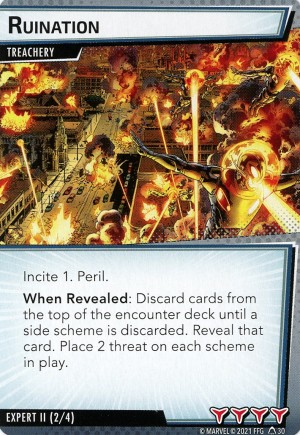 RUINATION
TREACHERY
Incite 1. Peril.
When Revealed: Discard cards from
the top of the encounter deck until a
side scheme is discarded. Reveal that
card. Place 2 threat on each scheme
in play.
EXPERT II (2/4)
© MARVEL © 2021 FFG 30